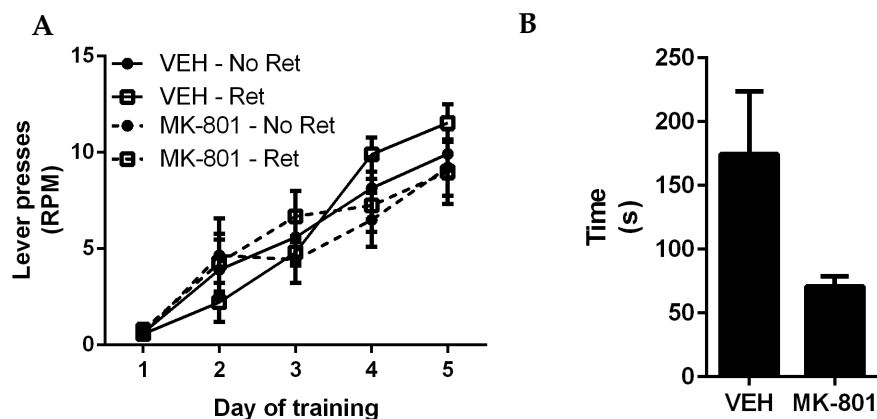 A
Lever presses
(RPM)
15
10
5
0
VEH - No Ret
VEH - Ret
MK-801 - No Ret
MK-801 - Ret
1 2 3 4 5
Day of training
B
Time
(s)
250
200
150
100
50
0
VEH MK-801